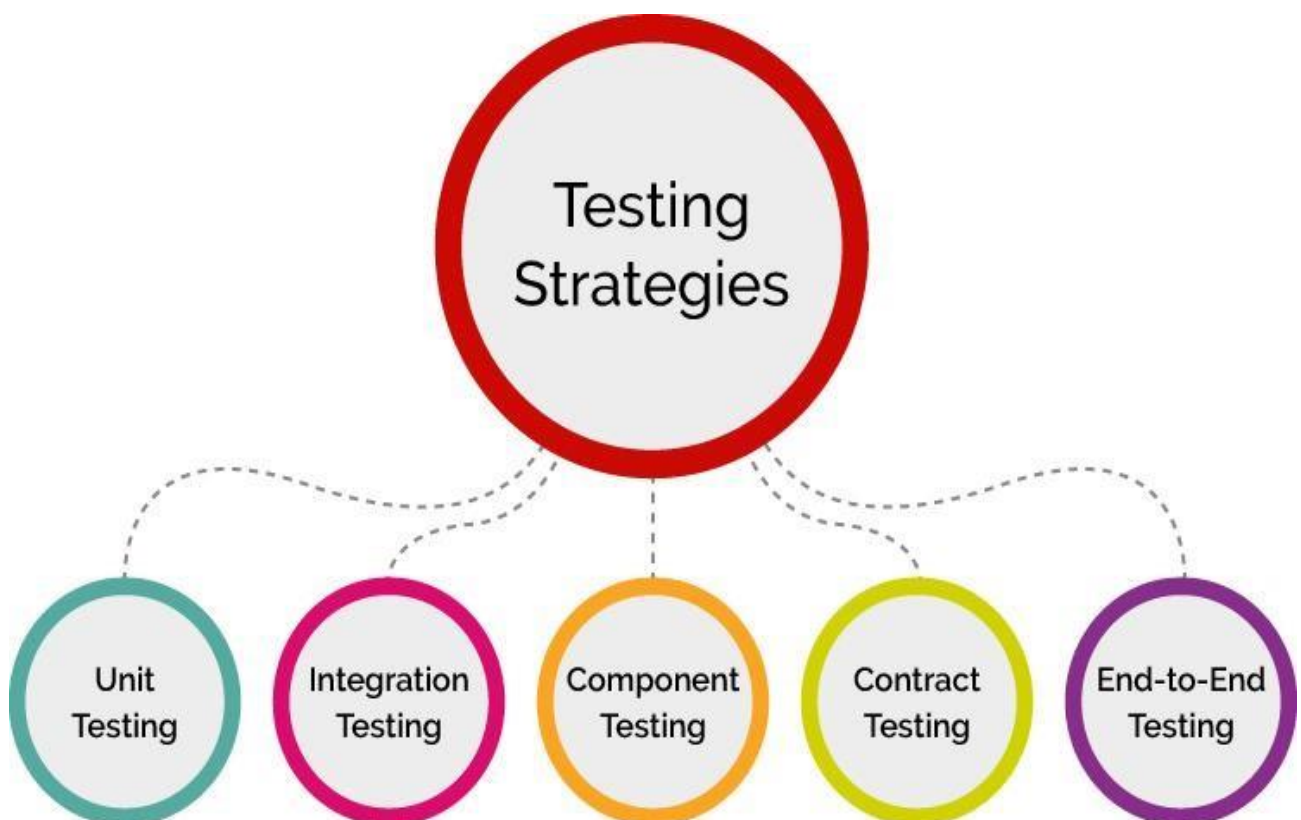 Testing
Strategies
Unit
Testing
Integration
Testing
Component
Testing
Contract
Testing
End-to-End
Testing